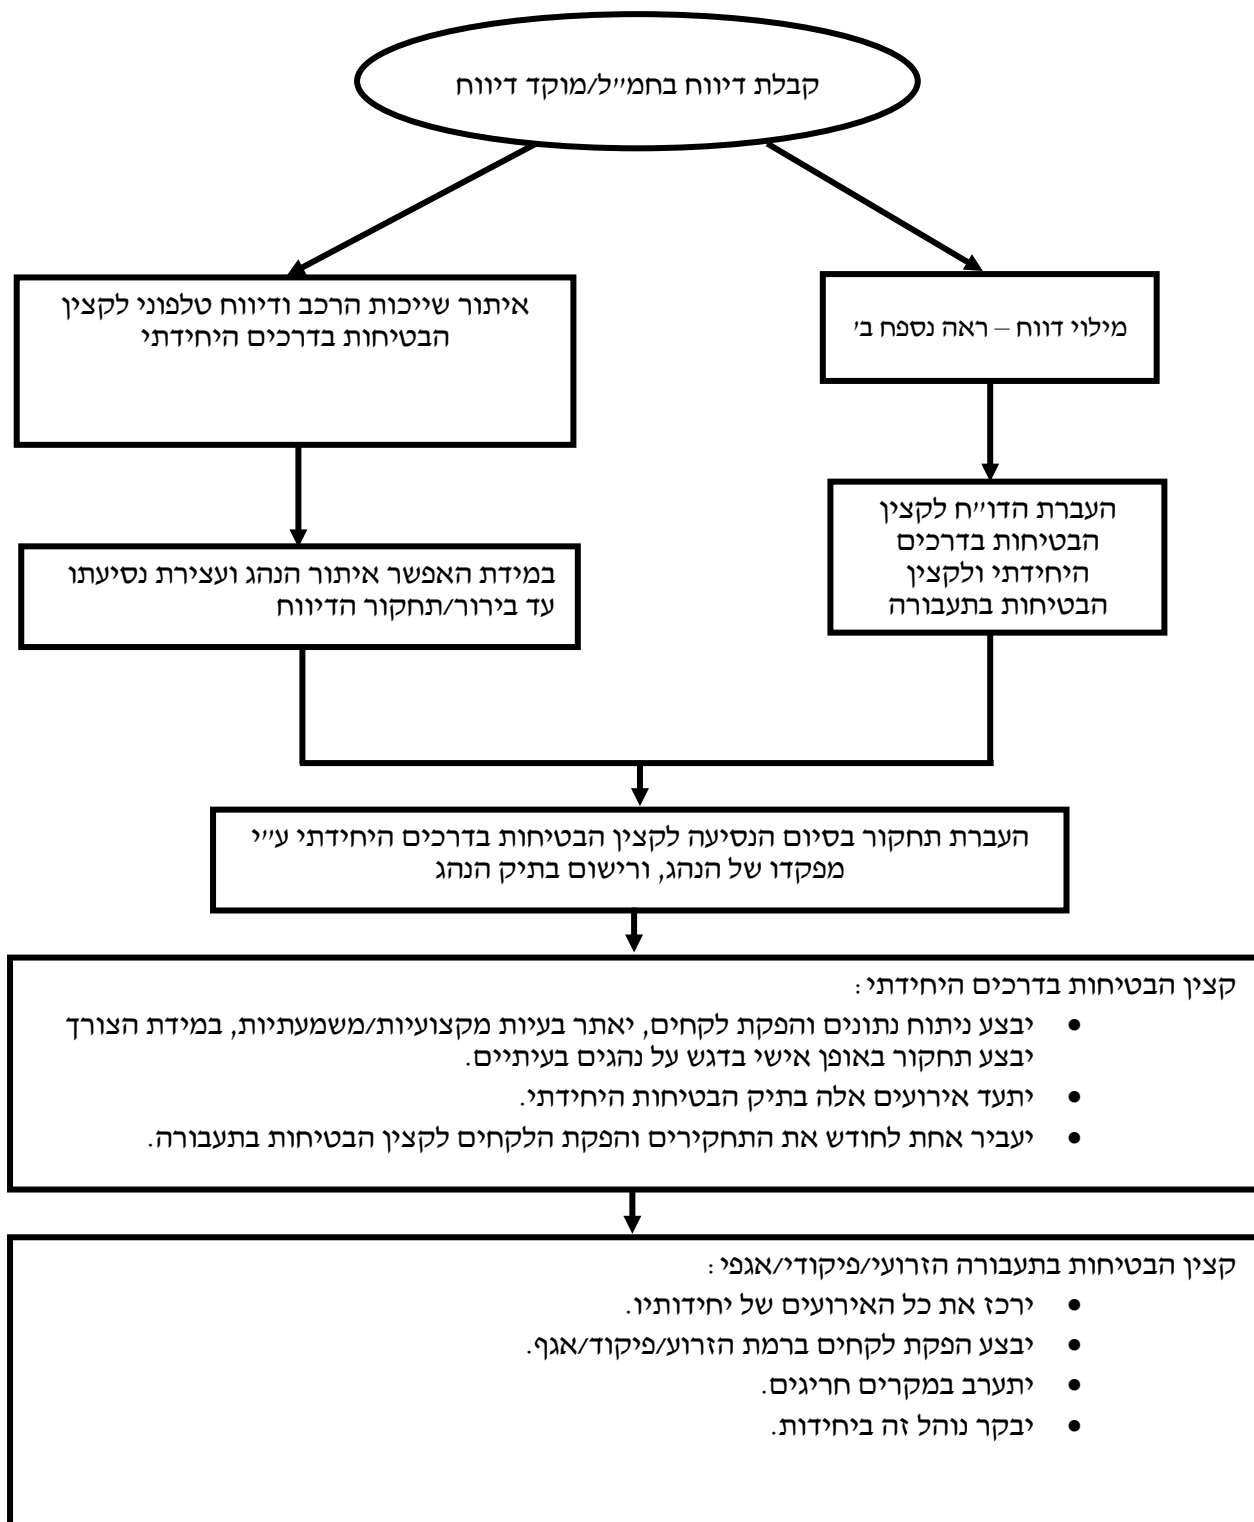 קבלת דיווח בחמ״ל/מוקד דיווח
מילוי דווח – ראה נספח ב׳
איתור שייכות הרכב ודיווח טלפוני לקצין
הבטיחות בדרכים היחידתי
העברת הדו״ח לקצין
הבטיחות בדרכים
היחידתי ולקצין
הבטיחות בתעבורה
במידת האפשר איתור הנהג ועצירת נסיעתו
עד בירור/תחקור הדיווח
העברת תחקור בסיום הנסיעה לקצין הבטיחות בדרכים היחידתי ע״י
מפקדו של הנהג, ורישום בתיק הנהג
קצין הבטיחות בדרכים היחידתי:
• יבצע ניתוח נתונים והפקת לקחים, יאתר בעיות מקצועיות/משמעתיות, במידת הצורך
יבצע תחקור באופן אישי בדגש על נהגים בעיתיים.
• יתעד אירועים אלה בתיק הבטיחות היחידתי.
• יעביר אחת לחודש את התחקירים והפקת הלקחים לקצין הבטיחות בתעבורה.
קצין הבטיחות בתעבורה הזרועי/פיקודי/אגפי:
• ירכז את כל האירועים של יחידותיו.
• יבצע הפקת לקחים ברמת הזרוע/פיקוד/אגף.
• יתערב במקרים חריגים.
• יבקר נוהל זה ביחידות.